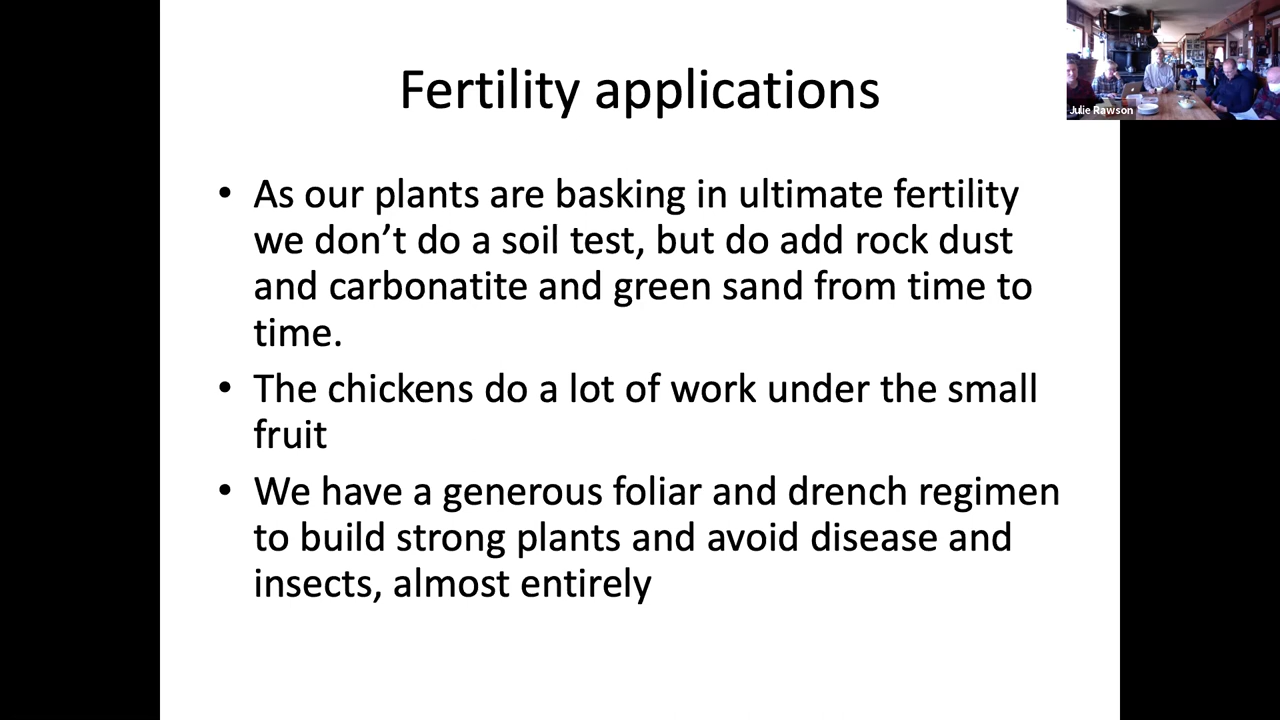 Fertility applications
• As our plants are basking in ultimate fertility
we don’t do a soil test, but do add rock dust
and carbonatite and green sand from time to
time.
• The chickens do a lot of work under the small
fruit
• We have a generous foliar and drench regimen
to build strong plants and avoid disease and
insects, almost entirely
Julie Rawson